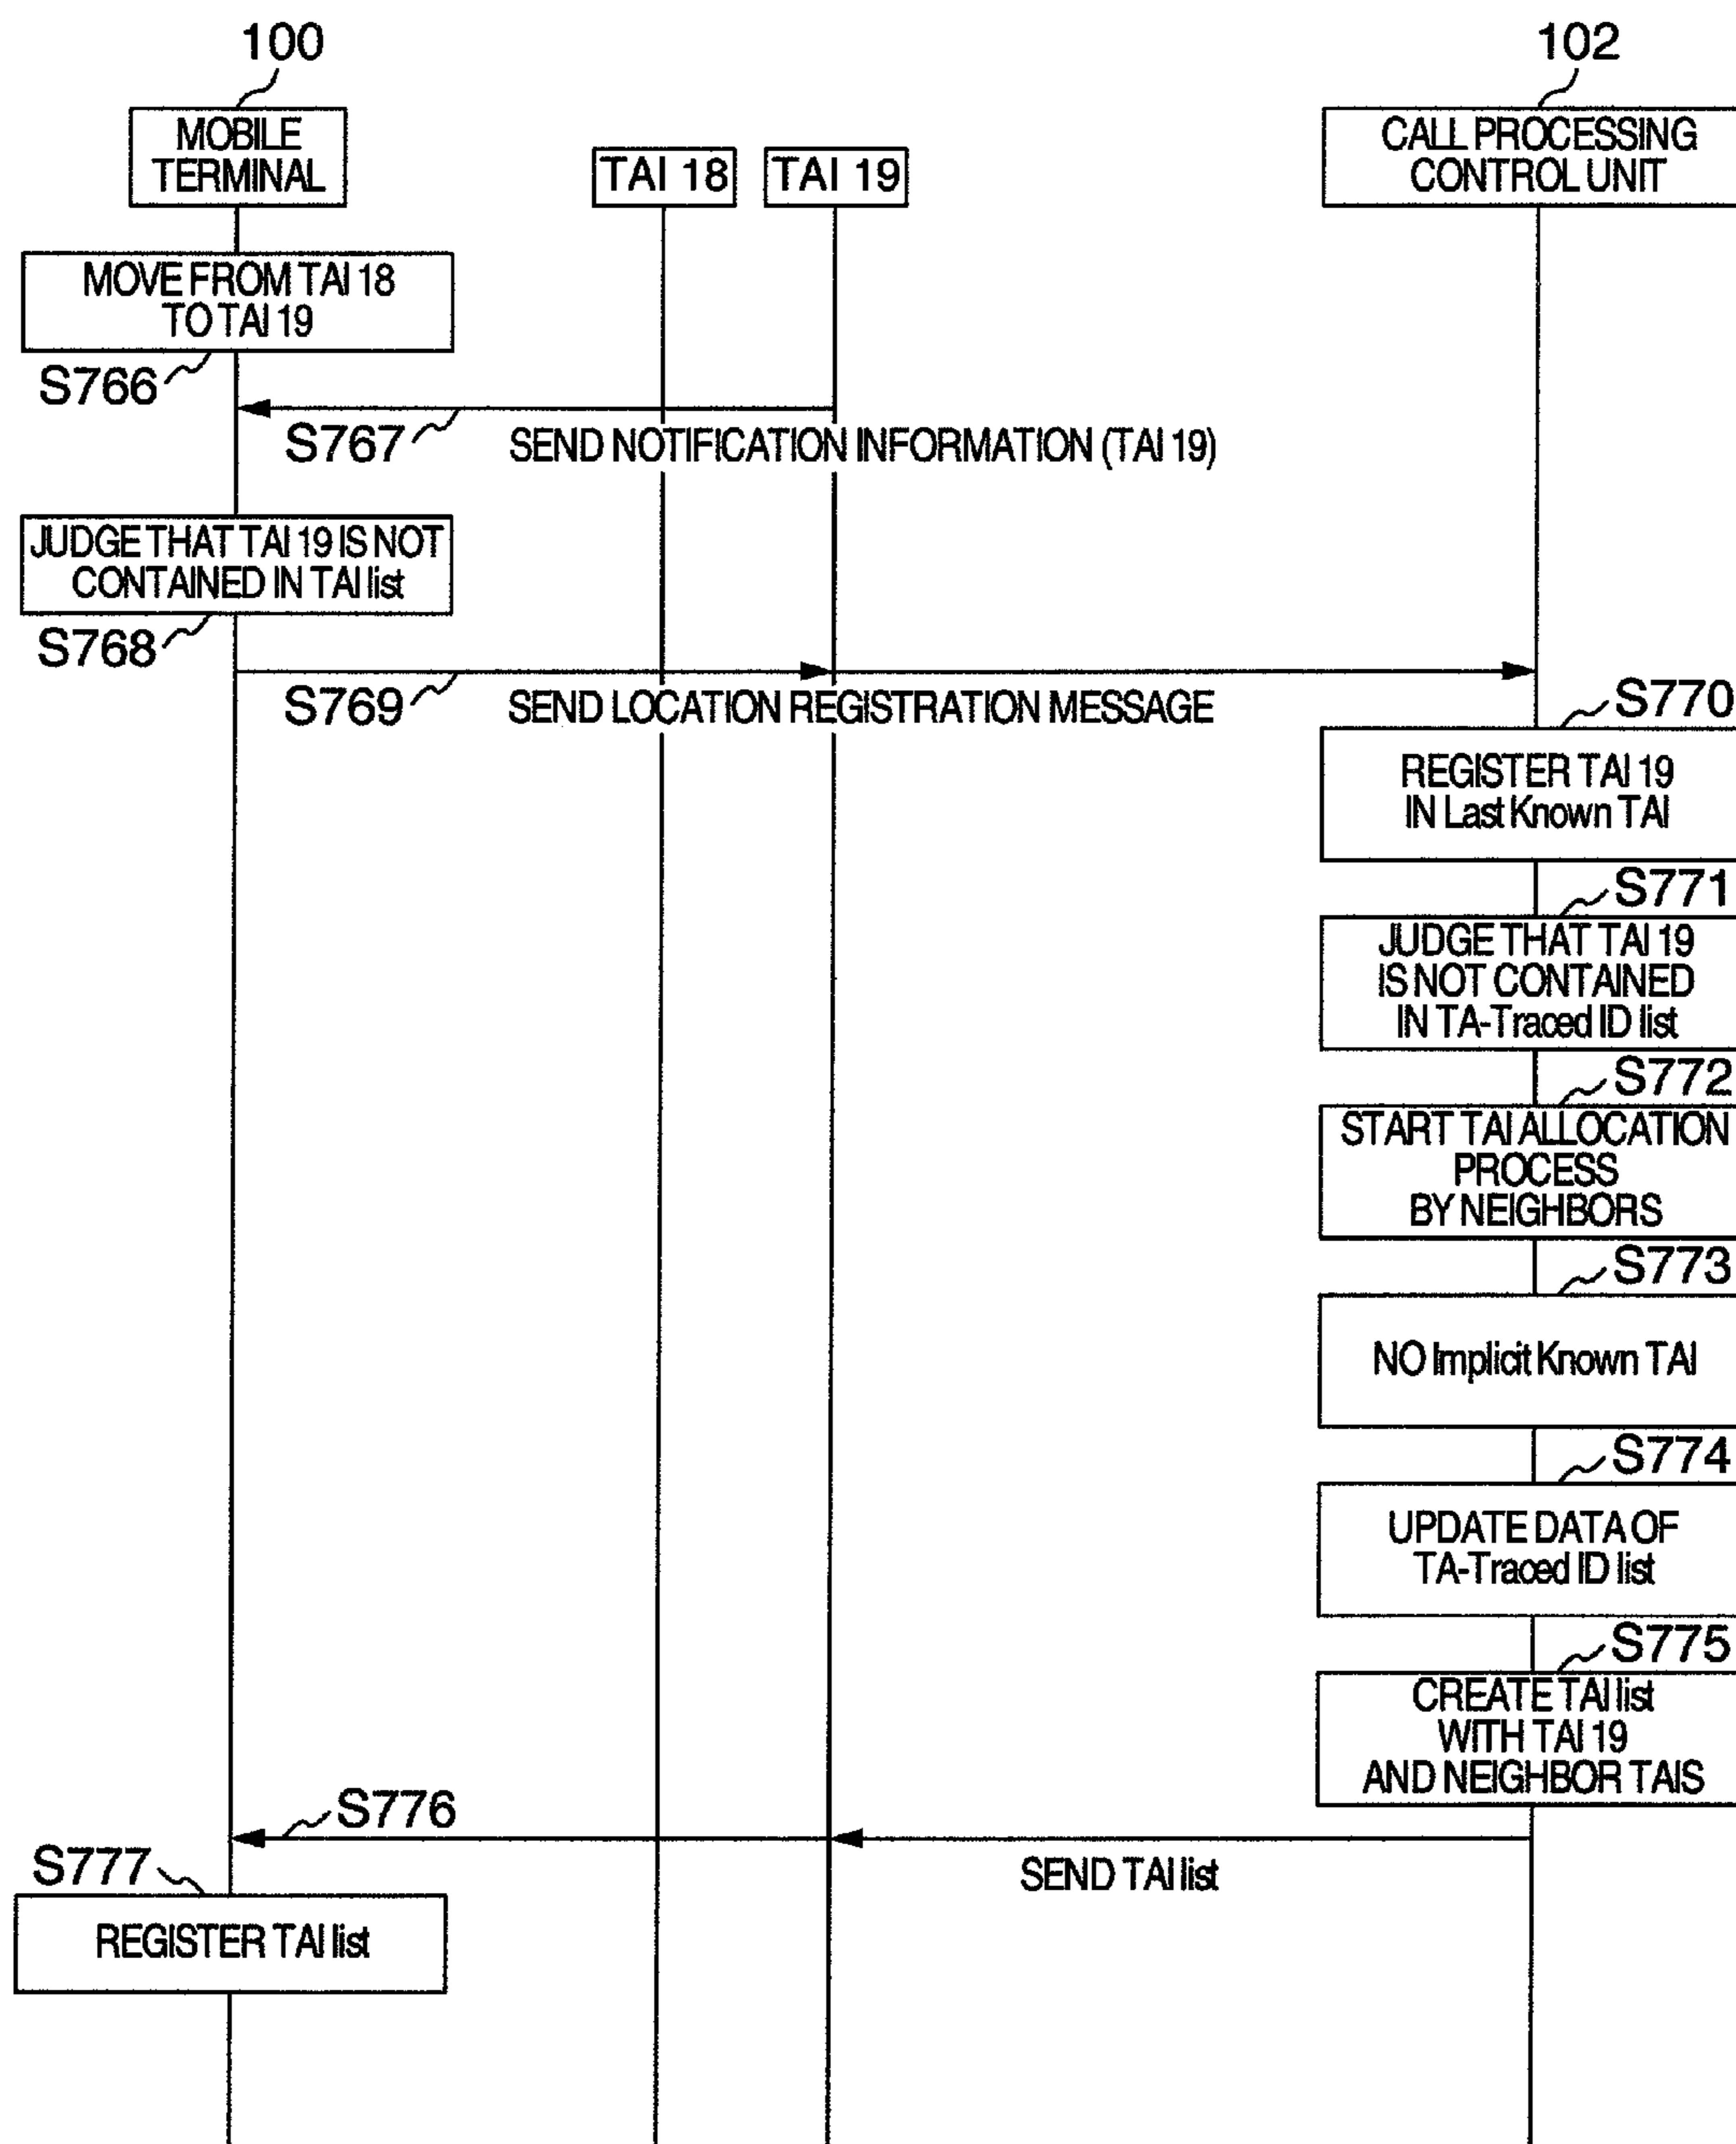 100
102
MOBILE
TERMINAL
TAI 18
TAI 19
CALL PROCESSING
CONTROL UNIT
MOVE FROM TAI 18
TO TAI 19
S766
S767
SEND NOTIFICATION INFORMATION (TAI 19)
JUDGE THAT TAI 19 IS NOT
CONTAINED IN TAI list
S768
S769
SEND LOCATION REGISTRATION MESSAGE
S770
REGISTER TAI 19
IN Last Known TAI
S771
JUDGE THAT TAI 19
IS NOT CONTAINED
IN TA-Traced ID list
S772
START TAI ALLOCATION
PROCESS
BY NEIGHBORS
S773
NO Implicit Known TAI
S774
UPDATE DATA OF
TA-Traced ID list
S775
CREATE TAI list
WITH TAI 19
AND NEIGHBOR TAIS
S776
SEND TAI list
S777
REGISTER TAI list